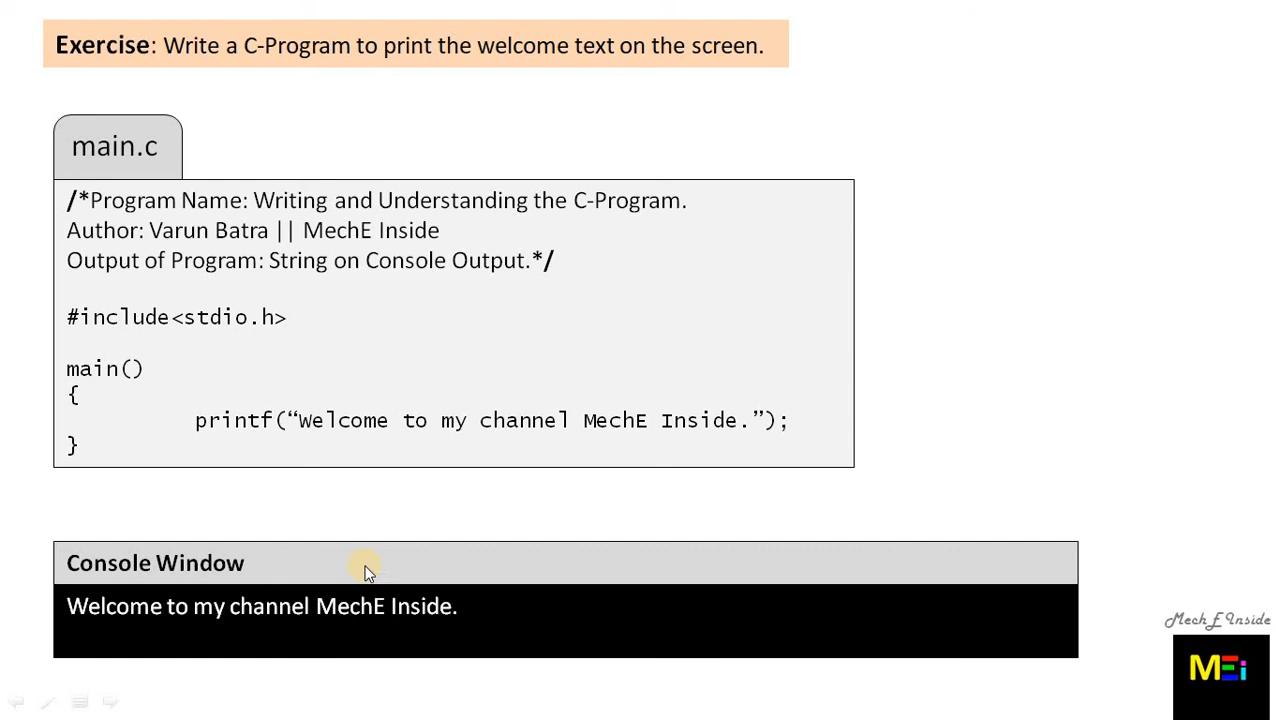 Exercise: Write a C-Program to print the welcome text on the screen.
main.c
/*Program Name: Writing and Understanding the C-Program.
Author: Varun Batra || MechE Inside
Output of Program: String on Console Output.*/
#include<stdio.h>
main()
{
printf(“Welcome to my channel MechE Inside.”);
}
Console Window
Welcome to my channel MechE Inside.
MechE Inside
MEi